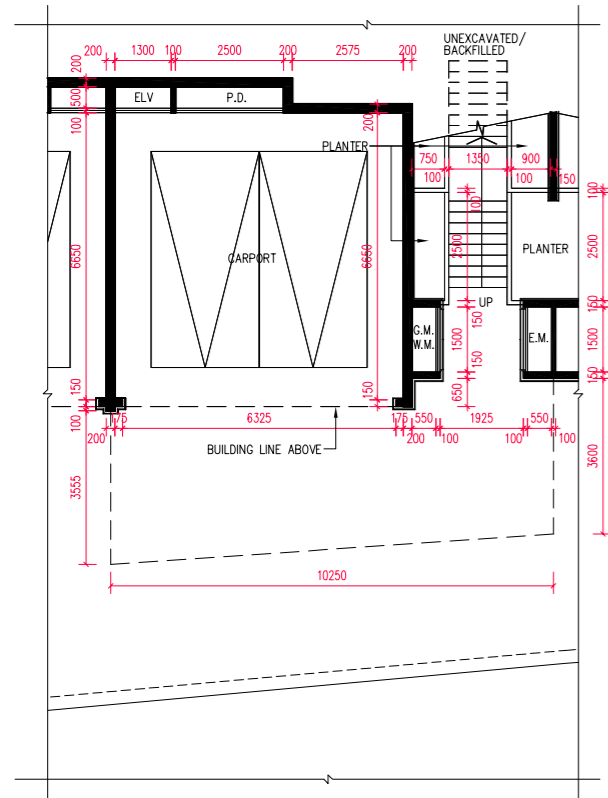 UNEXCAVATED/
BACKFILLED
200 1300 100 2500 200 2575 200
200
ELV
P.D.
500
100
200
PLANTER
750 1350 900
100 100 150
100
100
6650
6650
CARPORT
2500
PLANTER
2500
UP
G.M.
W.M.
E.M.
150
150
1500
1500
150
150
150
150
650
100
175 6325 175 550 1925 550
200 200 100 100 100
BUILDING LINE ABOVE
3555
3600
10250